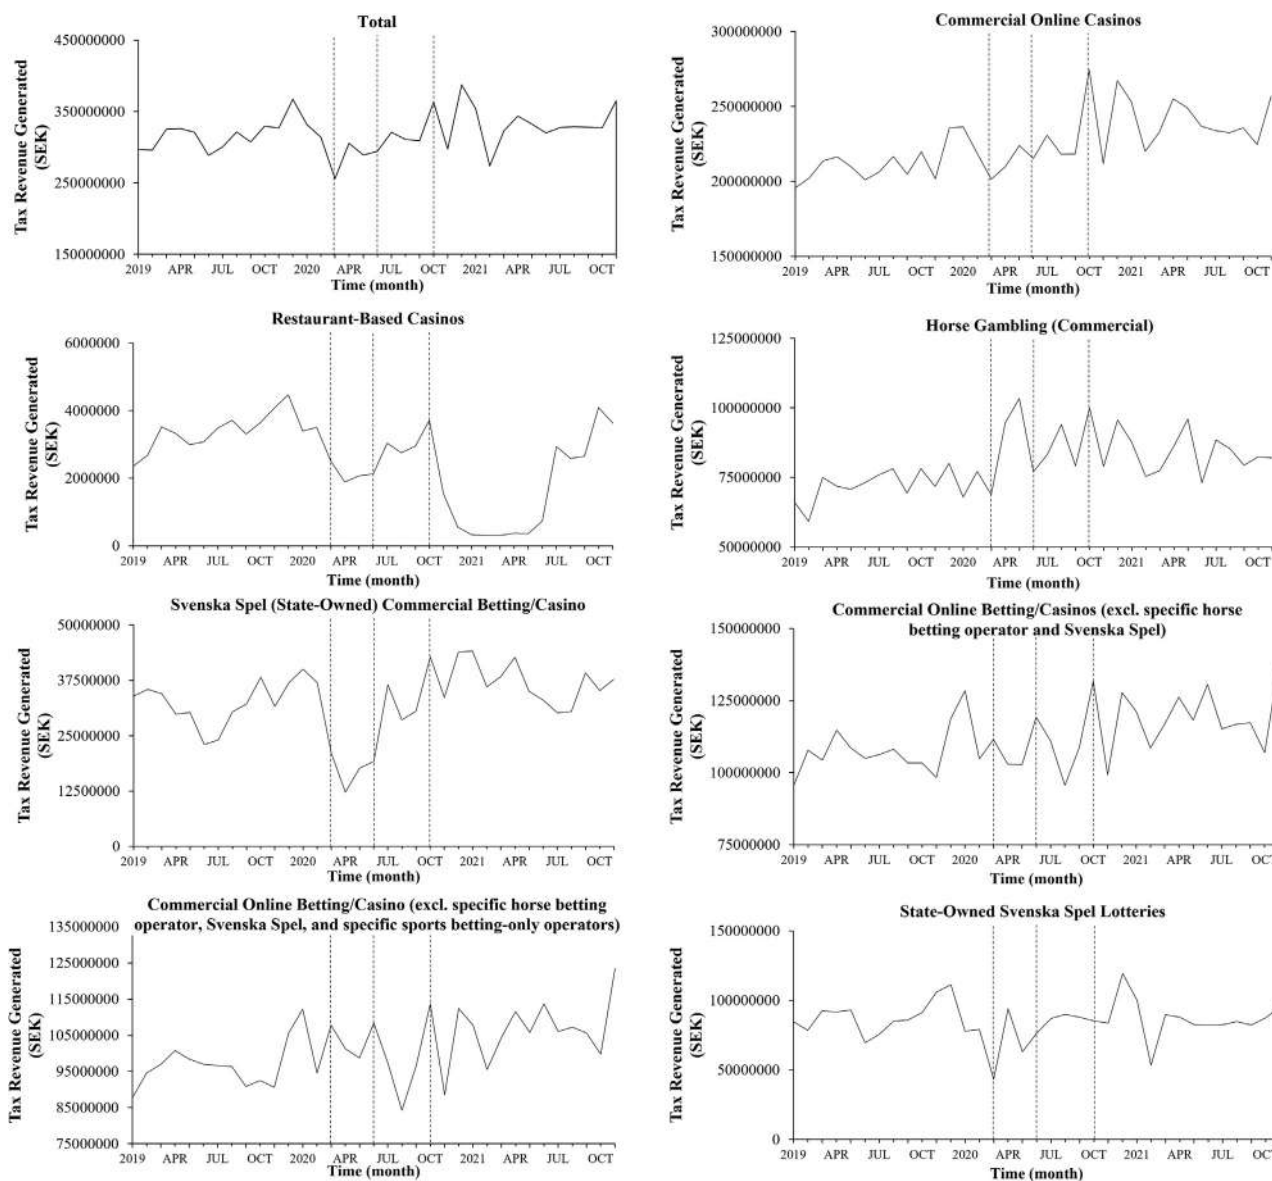 Total
Tax Revenue Generated
(SEK)
450000000
350000000
250000000
150000000
2019 APR JUL OCT 2020 APR JUL OCT 2021 APR JUL OCT
Time (month)
Commercial Online Casinos
Tax Revenue Generated
(SEK)
300000000
250000000
200000000
150000000
2019 APR JUL OCT 2020 APR JUL OCT 2021 APR JUL OCT
Time (month)
Restaurant-Based Casinos
Tax Revenue Generated
(SEK)
6000000
4000000
2000000
0
2019 APR JUL OCT 2020 APR JUL OCT 2021 APR JUL OCT
Time (month)
Horse Gambling (Commercial)
Tax Revenue Generated
(SEK)
125000000
100000000
75000000
50000000
2019 APR JUL OCT 2020 APR JUL OCT 2021 APR JUL OCT
Time (month)
Svenska Spel (State-Owned) Commercial Betting/Casino
Tax Revenue Generated
(SEK)
50000000
37500000
25000000
12500000
0
2019 APR JUL OCT 2020 APR JUL OCT 2021 APR JUL OCT
Time (month)
Commercial Online Betting/Casinos (excl. specific horse
betting operator and Svenska Spel)
Tax Revenue Generated
(SEK)
150000000
125000000
100000000
75000000
2019 APR JUL OCT 2020 APR JUL OCT 2021 APR JUL OCT
Time (month)
Commercial Online Betting/Casino (excl. specific horse betting
operator, Svenska Spel, and specific sports betting-only operators)
Tax Revenue Generated
(SEK)
135000000
125000000
115000000
105000000
95000000
85000000
75000000
2019 APR JUL OCT 2020 APR JUL OCT 2021 APR JUL OCT
Time (month)
State-Owned Svenska Spel Lotteries
Tax Revenue Generated
(SEK)
150000000
100000000
50000000
0
2019 APR JUL OCT 2020 APR JUL OCT 2021 APR JUL OCT
Time (month)